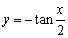 y = −tan x/2